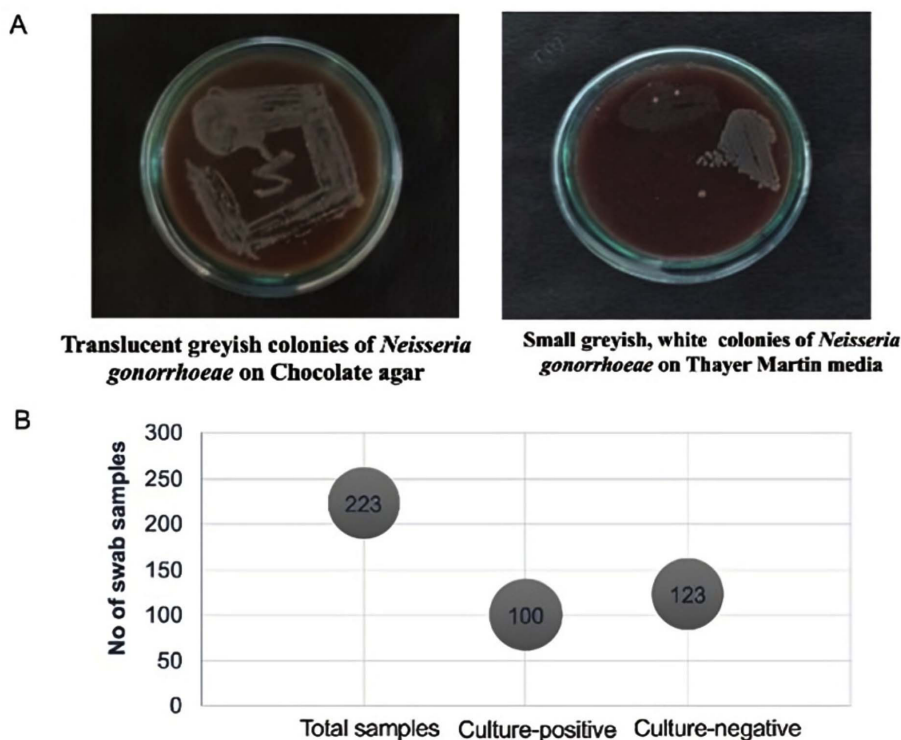 A
Translucent greyish colonies of Neisseria
gonorrhoeae on Chocolate agar
Small greyish, white colonies of Neisseria
gonorrhoeae on Thayer Martin media
B
No of swab samples
300
250
200
150
100
50
0
223
100
123
Total samples
Culture-positive
Culture-negative